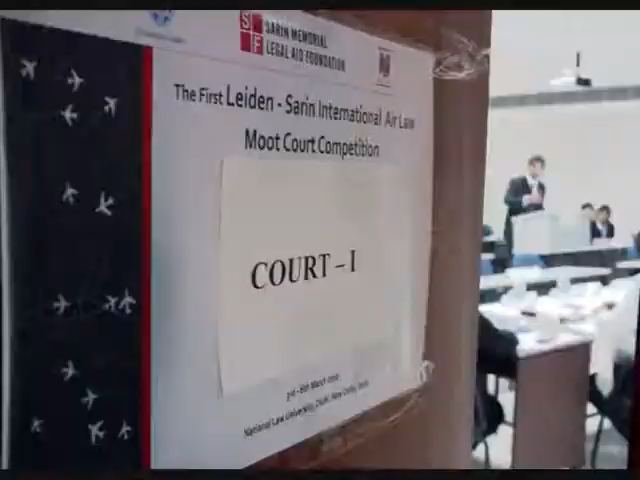 SARIN MEMORIAL
LEGAL AID FOUNDATION
The First Leiden - Sarin International Air Law
Moot Court Competition
COURT – I
National Law University, Delhi, New Delhi, India